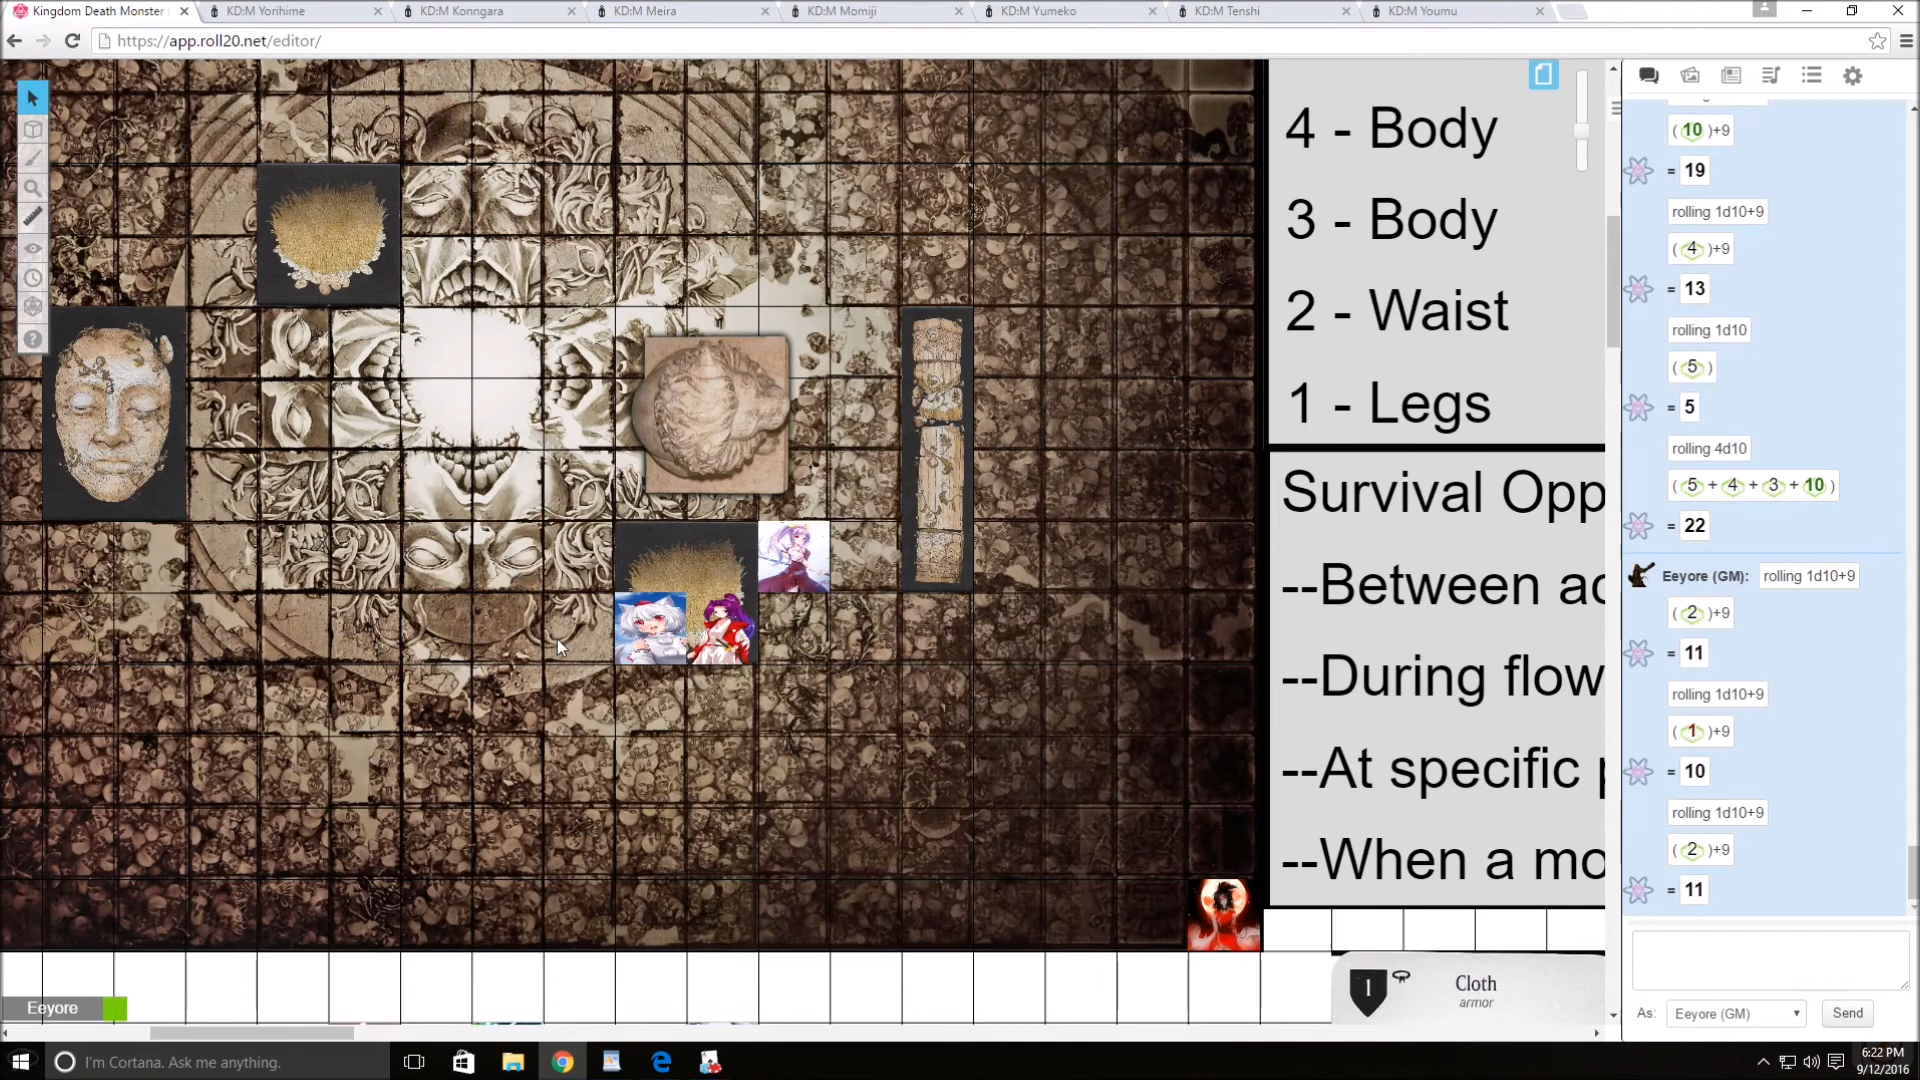 Kingdom Death Monster
KD:M Yorihime
KD:M Konngara
KD:M Meira
KD:M Momiji
KD:M Yumeko
KD:M Tenshi
KD:M Youmu
https://app.roll20.net/editor/
4 - Body
3 - Body
2 - Waist
1 - Legs
Survival Opp
--Between ac
--During flow
--At specific
--When a mo
1
Cloth
armor
Eeyore
(10)+9
= 19
rolling 1d10+9
(4)+9
= 13
rolling 1d10
(5)
= 5
rolling 4d10
(5+4+3+10)
= 22
Eeyore (GM): rolling 1d10+9
(2)+9
= 11
rolling 1d10+9
(1)+9
= 10
rolling 1d10+9
(2)+9
= 11
As: Eeyore (GM) Send
I'm Cortana. Ask me anything.
6:22 PM
9/12/2016